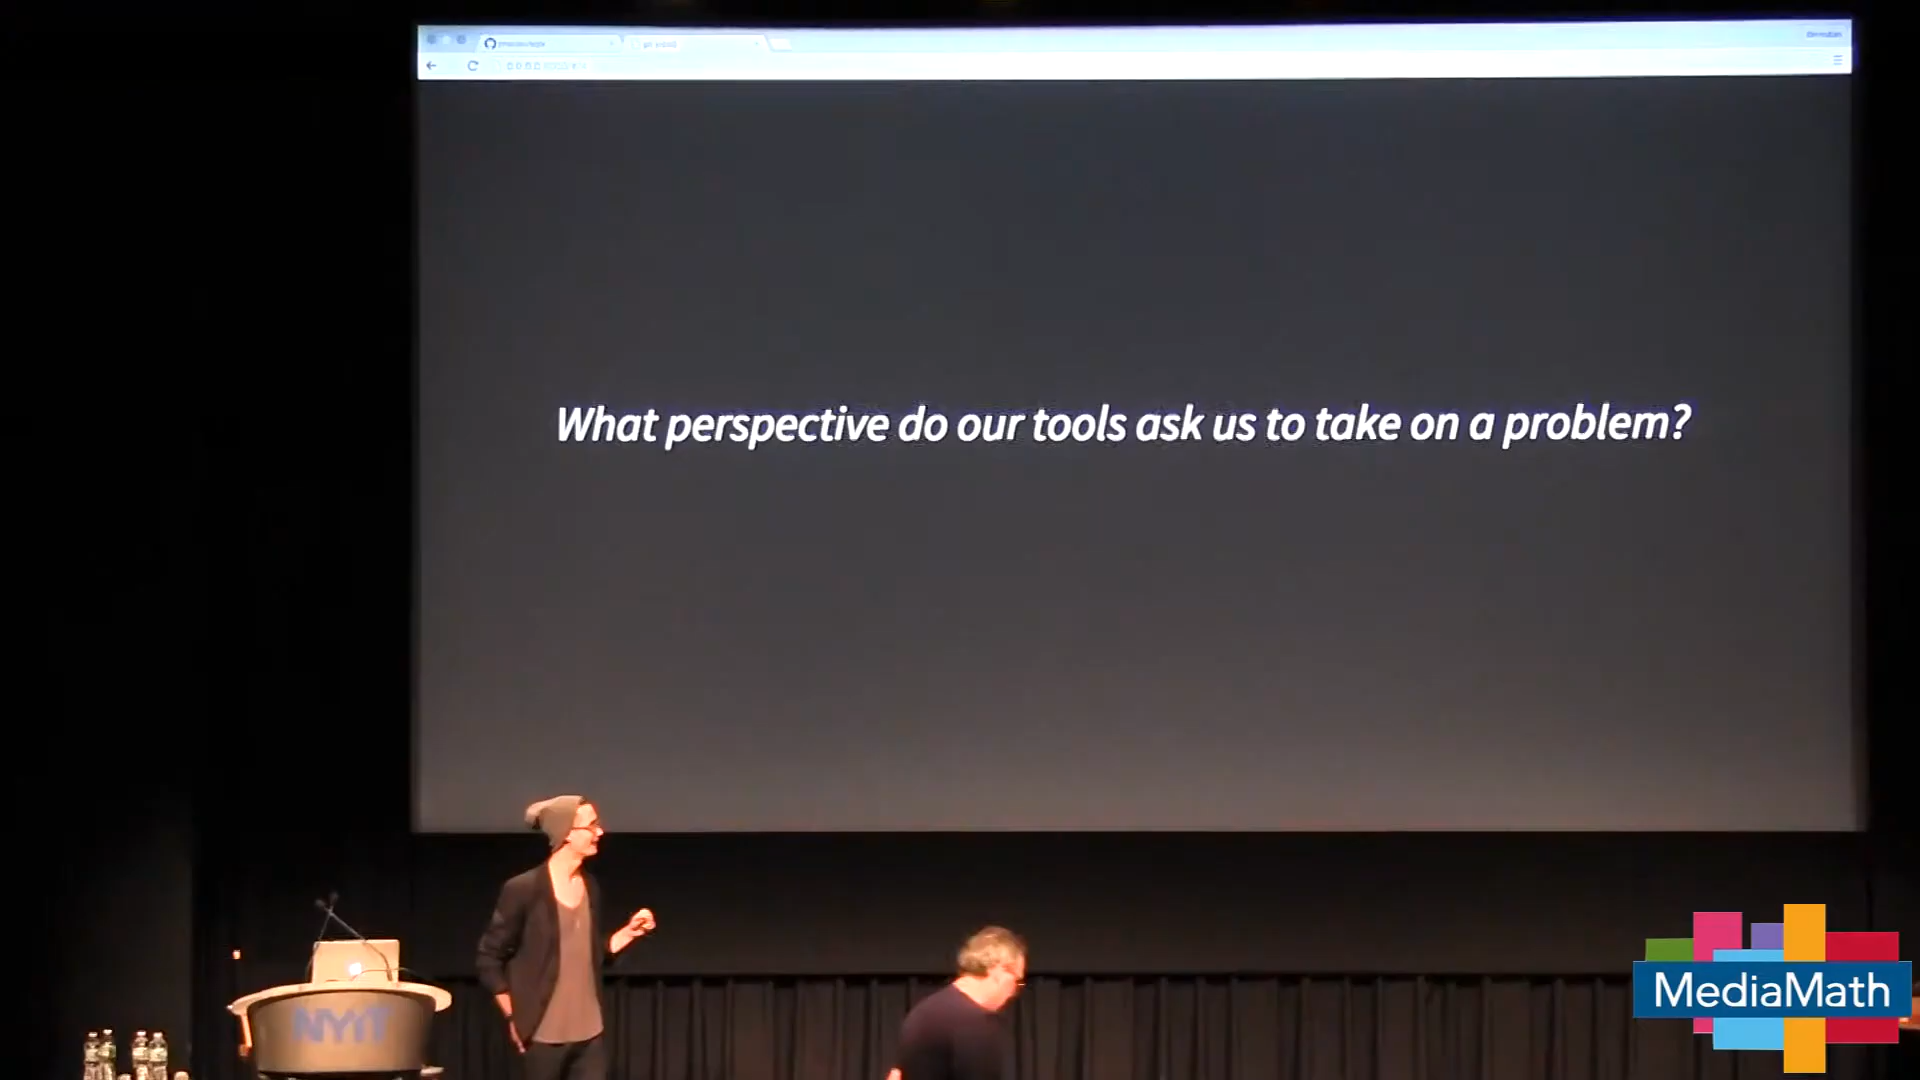 What perspective do our tools ask us to take on a problem?
NYIT
MediaMath